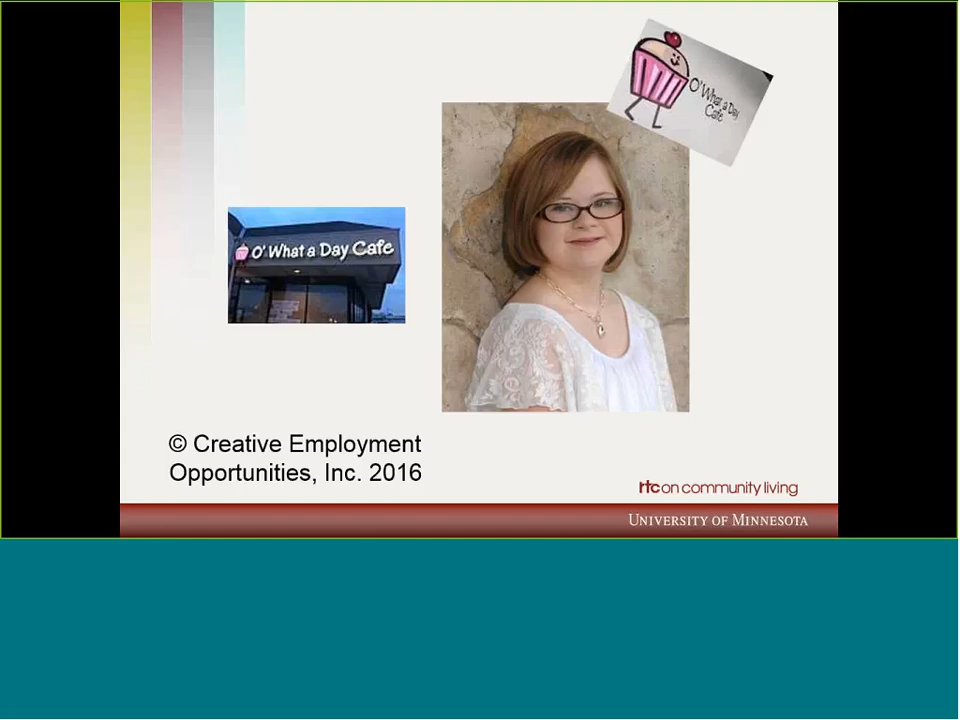 O' What a Day
Cafe
O' What a Day Cafe
© Creative Employment
Opportunities, Inc. 2016
rtc on community living
UNIVERSITY OF MINNESOTA